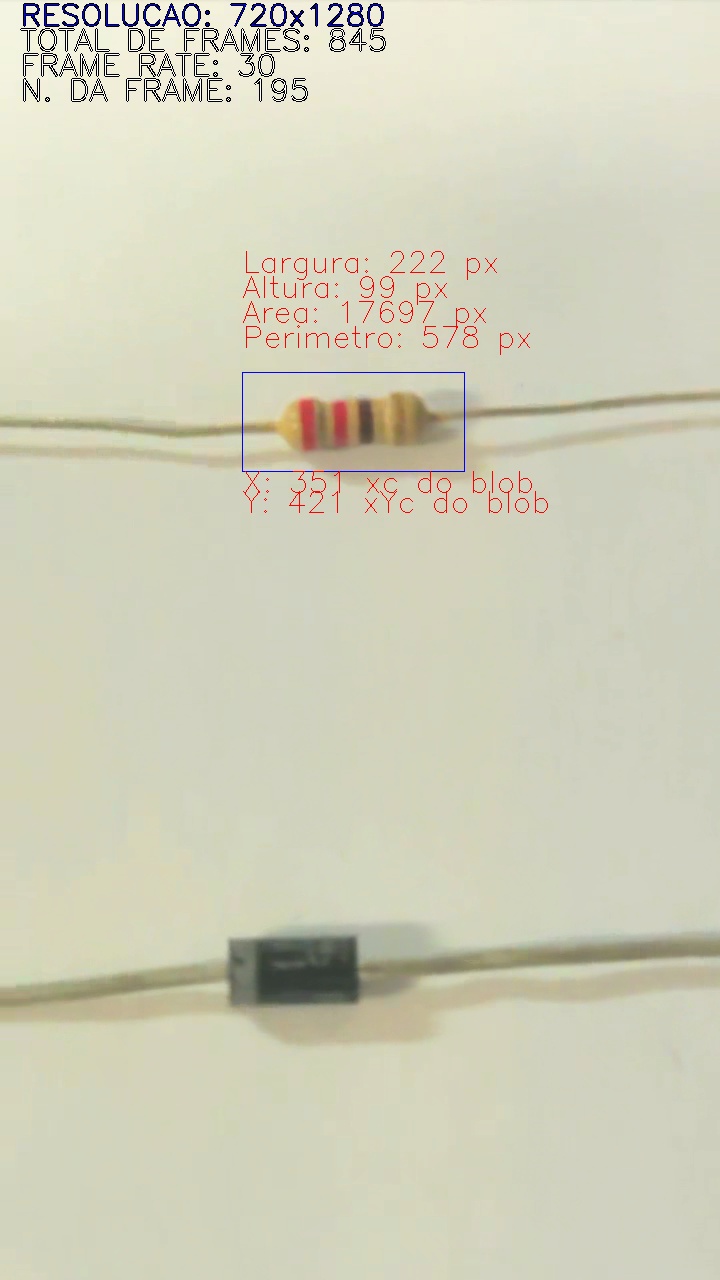 RESOLUCAO: 720x1280
TOTAL DE FRAMES: 845
FRAME RATE: 30
N. DA FRAME: 195
Largura: 222 px
Altura: 99 px
Area: 17697 px
Perimetro: 578 px
X: 351 xc do blob
Y: 421 xYc do blob